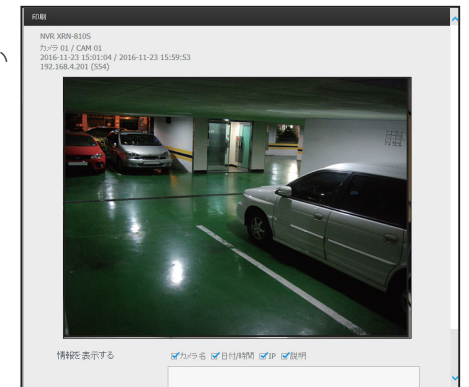 印刷
NVR XRN-810S
カメラ 01 / CAM 01
2016-11-23 15:01:04 / 2016-11-23 15:59:53
192.168.4.201 (554)
い
情報を表示する
カメラ名 日付/時間 IP 説明